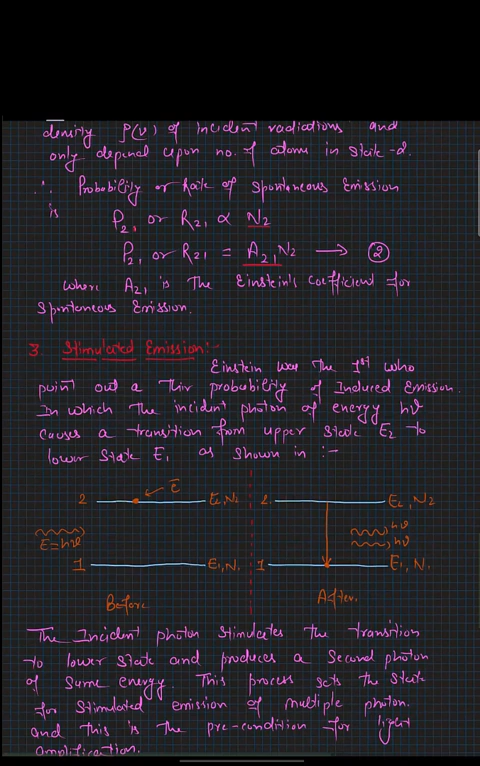 density ρ(ν) of incident radiations and
only depend upon no. of atoms in state -2.
∴ Probability or Rate of Spontaneous Emission
is P21 or R21 ∝ N2
P21 or R21 = A21 N2 → ②
where A21 is The Einstein's Coefficient for
Spontaneous Emission.
3. Stimulated Emission:-
Einstein was The 1st who
point out a Thir probability of Induced Emission.
In which The incident photon of energy hν
causes a transition from upper state E2 to
lower state E1 as shown in :-
2 e̅ E2, N2 2 E2, N2
E=hν hν
hν
1 E1, N1 1 E1, N1
Before After.
The Incident photon Stimulates the transition
to lower state and produces a Second photon
of Same energy. This process sets the state
for Stimulated emission of multiple photon.
and this is the pre-condition for light
amplification.